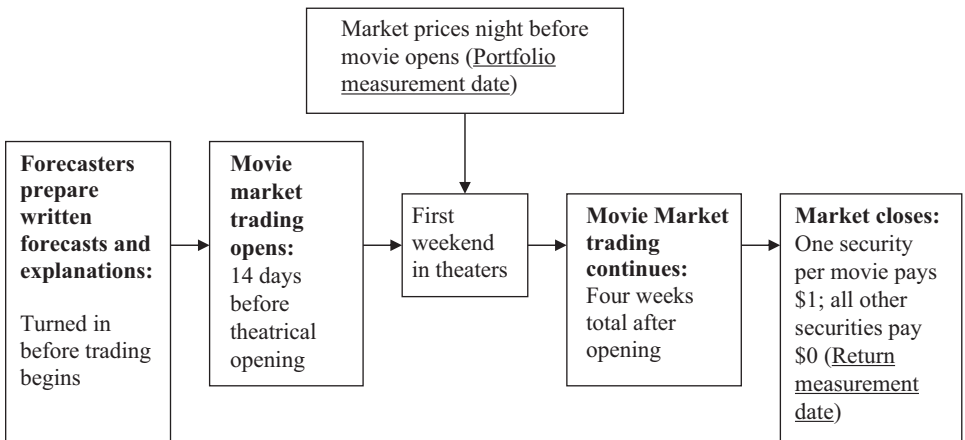 Market prices night before
movie opens (Portfolio
measurement date)
Forecasters
prepare
written
forecasts and
explanations:
Turned in
before trading
begins
Movie
market
trading
opens:
14 days
before
theatrical
opening
First
weekend
in theaters
Movie Market
trading
continues:
Four weeks
total after
opening
Market closes:
One security
per movie pays
$1; all other
securities pay
$0 (Return
measurement
date)